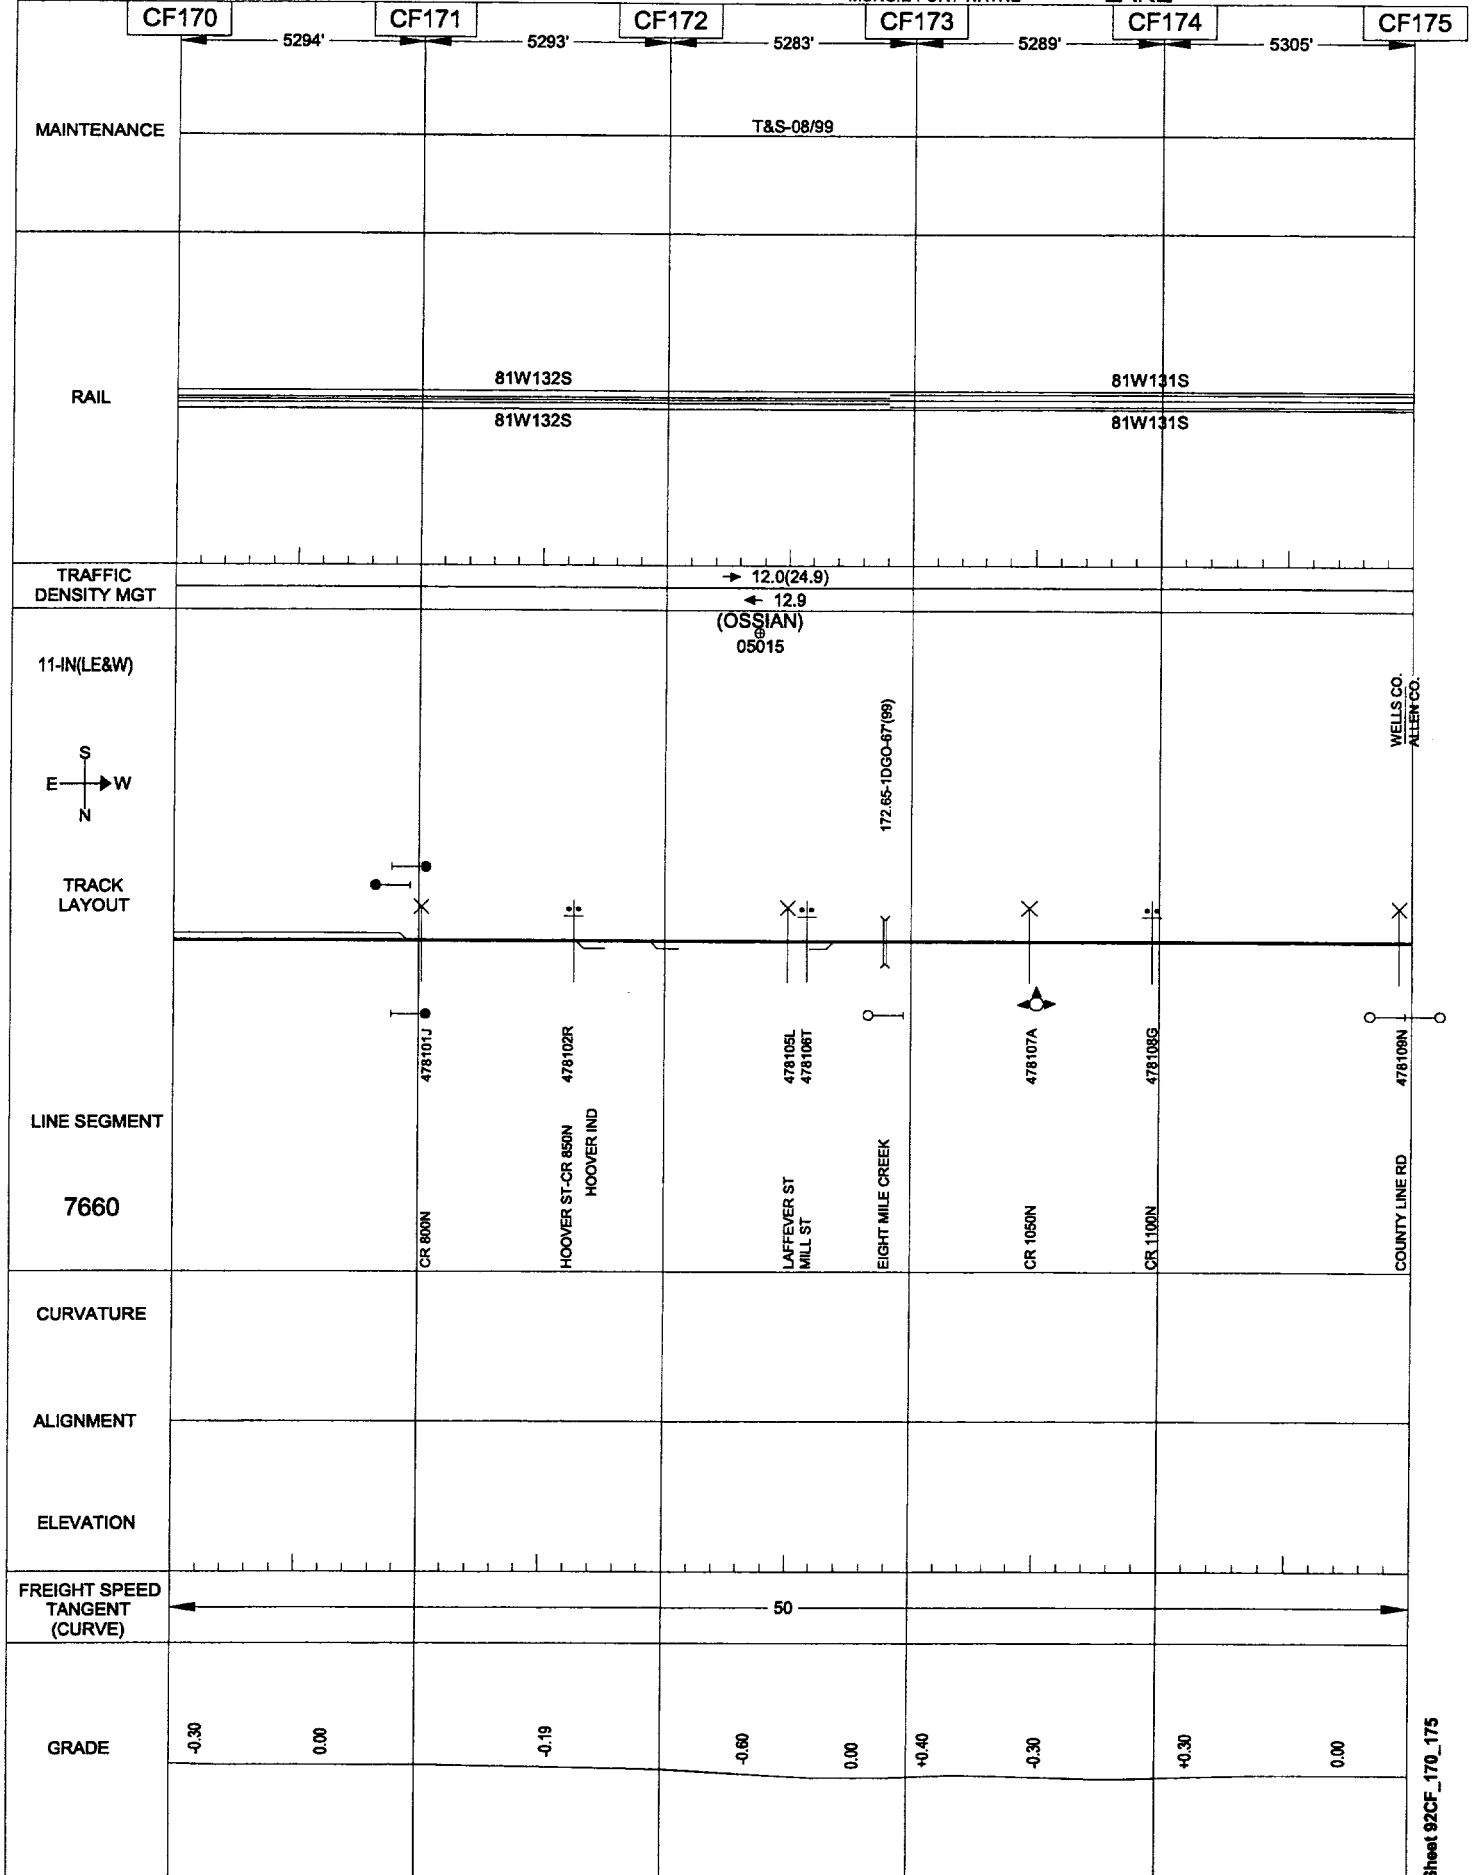 CF170
CF171
CF172
CF173
CF174
CF175
5294'
5293'
5283'
5289'
5305'
MAINTENANCE
T&S-08/99
RAIL
81W132S
81W131S
81W132S
81W131S
TRAFFIC
DENSITY MGT
12.0(24.9)
12.9
(OSSIAN)
05015
11-IN(LE&W)
WELLS CO.
ALLEN CO.
172.65-1DGO-67'(99)
S
E
W
N
TRACK
LAYOUT
478101J
478102R
478105L
478106T
478107A
478108G
478109N
LINE SEGMENT
7660
CR 800N
HOOVER ST-CR 850N
HOOVER IND
LAFFEVER ST
MILL ST
EIGHT MILE CREEK
CR 1050N
CR 1100N
COUNTY LINE RD
CURVATURE
ALIGNMENT
ELEVATION
FREIGHT SPEED
TANGENT
(CURVE)
50
GRADE
-0.30
0.00
-0.19
-0.60
0.00
+0.40
-0.30
+0.30
0.00
Sheet 92CF_170_175